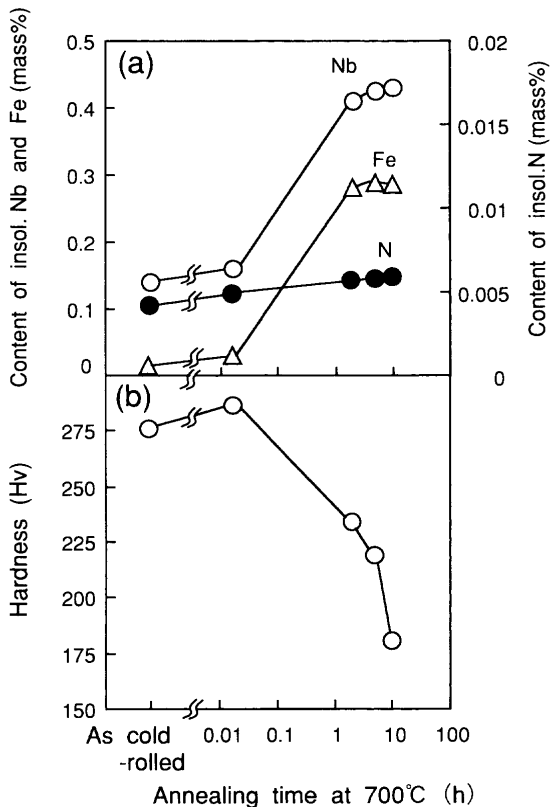 (a)
Content of insol. Nb and Fe (mass%)
0.5
0.4
0.3
0.2
0.1
0
Nb
Fe
N
0.02
0.015
0.01
0.005
0
Content of insol.N (mass%)
(b)
Hardness (Hv)
275
250
225
200
175
150
As cold
-rolled
0.01
0.1
1
10
100
Annealing time at 700℃ (h)